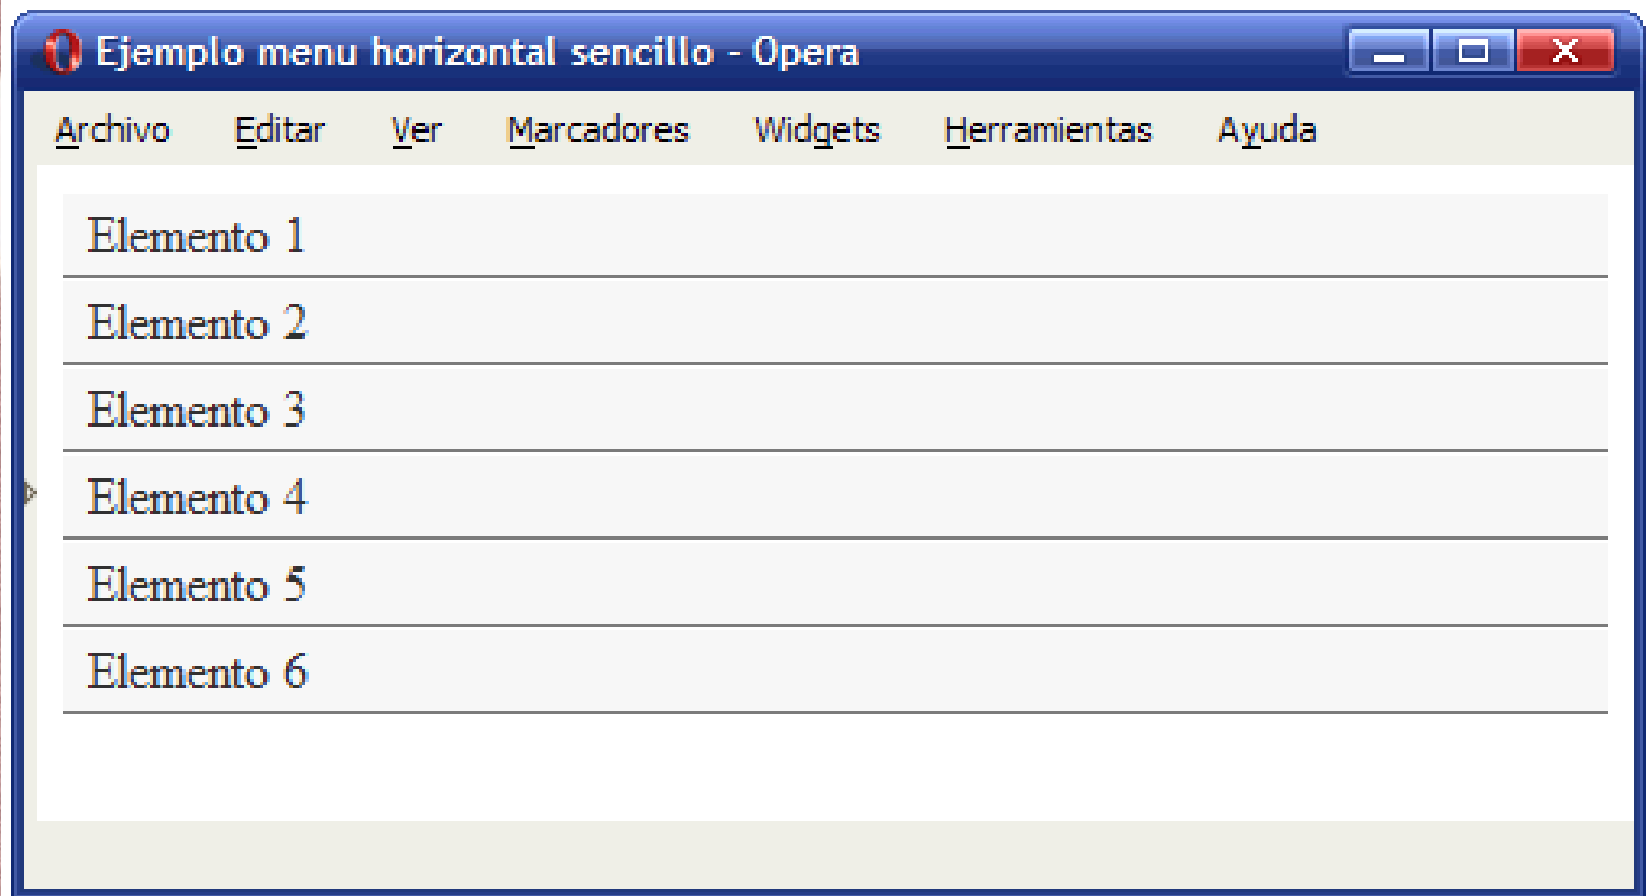 Ejemplo menu horizontal sencillo - Opera
Archivo Editar Ver Marcadores Widgets Herramientas Ayuda
Elemento 1
Elemento 2
Elemento 3
Elemento 4
Elemento 5
Elemento 6